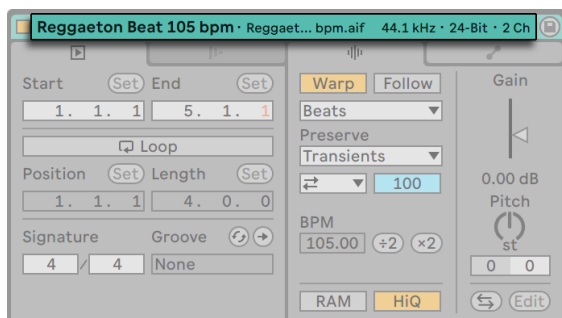 Reggaeton Beat 105 bpm · Reggaet... bpm.aif 44.1 kHz · 24-Bit · 2 Ch
Start Set End Set
1. 1. 1 5. 1. 1
Loop
Position Set Length Set
1. 1. 1 4. 0. 0
Signature Groove
4 / 4 None
Warp Follow
Beats
Preserve
Transients
100
BPM
105.00 ÷2 ×2
RAM HiQ
Gain
0.00 dB
Pitch
st
0 0
Edit